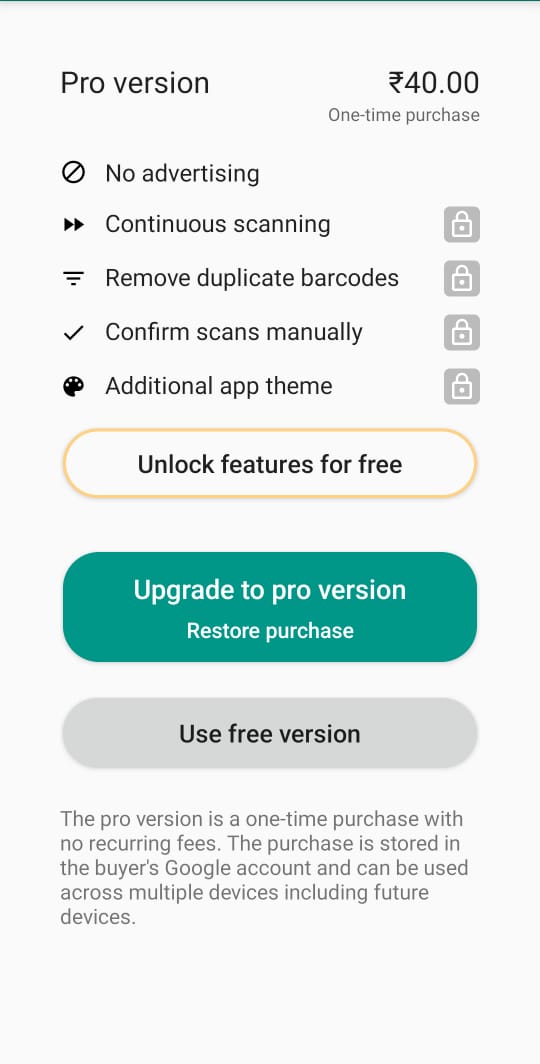 Pro version
₹40.00
One-time purchase
No advertising
Continuous scanning
Remove duplicate barcodes
Confirm scans manually
Additional app theme
Unlock features for free
Upgrade to pro version
Restore purchase
Use free version
The pro version is a one-time purchase with
no recurring fees. The purchase is stored in
the buyer's Google account and can be used
across multiple devices including future
devices.